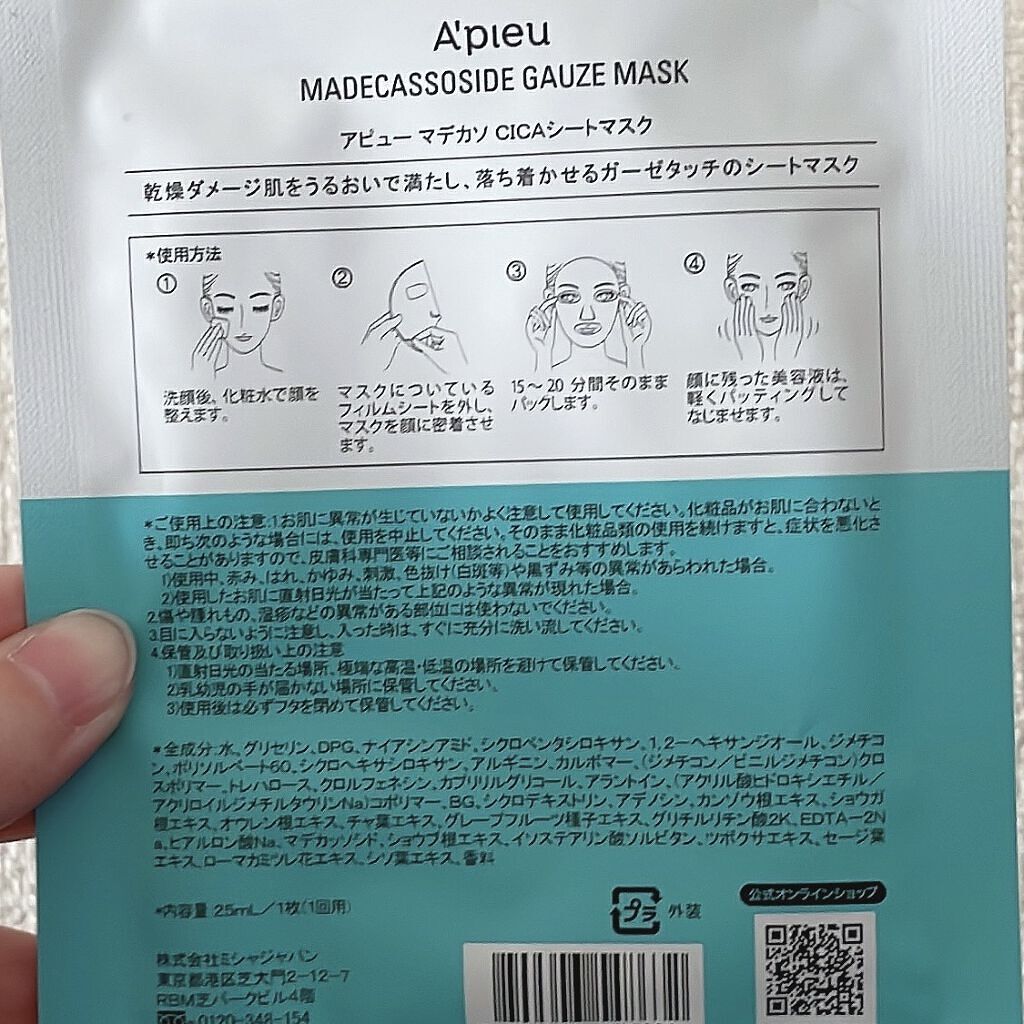 A'pieu
MADECASSOSIDE GAUZE MASK
アピュー マデカソ CICAシートマスク
乾燥ダメージ肌をうるおいで満たし、落ち着かせるガーゼタッチのシートマスク
*使用方法
①
洗顔後、化粧水で顔を
整えます。
②
マスクについている
フィルムシートを外し、
マスクを顔に密着させ
ます。
③
15〜20 分間そのまま
パックします。
④
顔に残った美容液は、
軽くパッティングして
なじませます。
*ご使用上の注意:1お肌に異常が生じていないかよく注意して使用してください。化粧品がお肌に合わないと
き、即ち次のような場合には、使用を中止してください。そのまま化粧品類の使用を続けますと、症状を悪化さ
せることがありますので、皮膚科専門医等にご相談されることをおすすめします。
1)使用中、赤み、はれ、かゆみ、刺激、色抜け(白斑等)や黒ずみ等の異常があらわれた場合。
2)使用したお肌に直射日光が当たって上記のような異常が現れた場合。
2.傷や腫れもの、湿疹などの異常がある部位には使わないでください。
3.目に入らないように注意し、入った時は、すぐに充分に洗い流してください。
4.保管及び取り扱い上の注意
1)直射日光の当たる場所、極端な高温・低温の場所を避けて保管してください。
2)乳幼児の手が届かない場所に保管してください。
3)使用後は必ずフタを閉めて保管してください。
*全成分:水、グリセリン、DPG、ナイアシンアミド、シクロペンタシロキサン、1,2-ヘキサンジオール、ジメチコ
ン、ポリソルベート60、シクロヘキサシロキサン、アルギニン、カルボマー、(ジメチコン/ビニルジメチコン)クロ
スポリマー、トレハロース、クロルフェネシン、カプリリルグリコール、アラントイン、(アクリル酸ヒドロキシエチル/
アクリロイルジメチルタウリンNa)コポリマー、BG、シクロデキストリン、アデノシン、カンゾウ根エキス、ショウガ
根エキス、オウレン根エキス、チャ葉エキス、グレープフルーツ種子エキス、グリチルリチン酸2K、EDTA-2N
a、ヒアルロン酸Na、マデカッソシド、ショウブ根エキス、イソステアリン酸ソルビタン、ツボクサエキス、セージ葉
エキス、ローマカミツレ花エキス、シソ葉エキス、香料
*内容量 25mL/1枚(1回用)
プラ 外装
公式オンラインショップ
株式会社ミシャジャパン
東京都港区芝大門2-12-7
RBM芝パークビル4階
0120-348-154